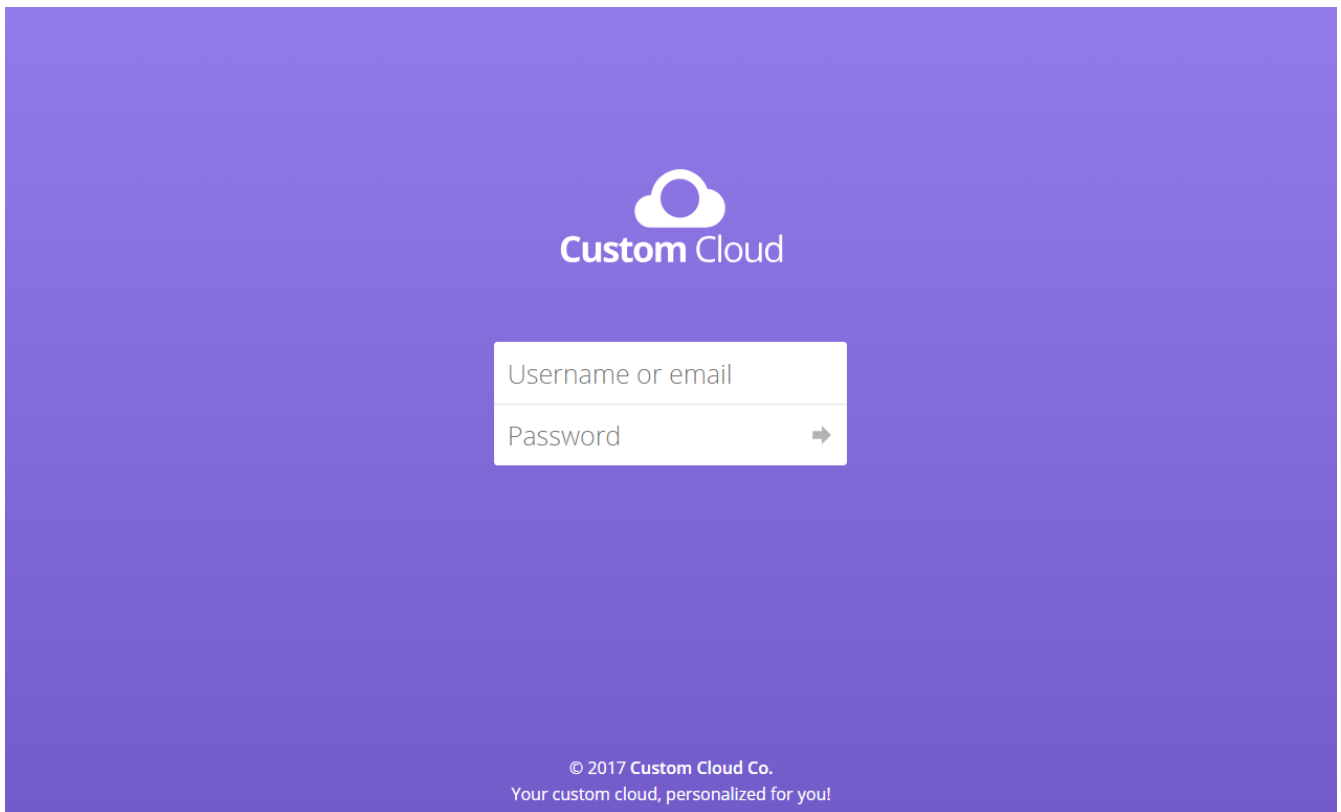 Custom Cloud
Username or email
Password
© 2017 Custom Cloud Co.
Your custom cloud, personalized for you!